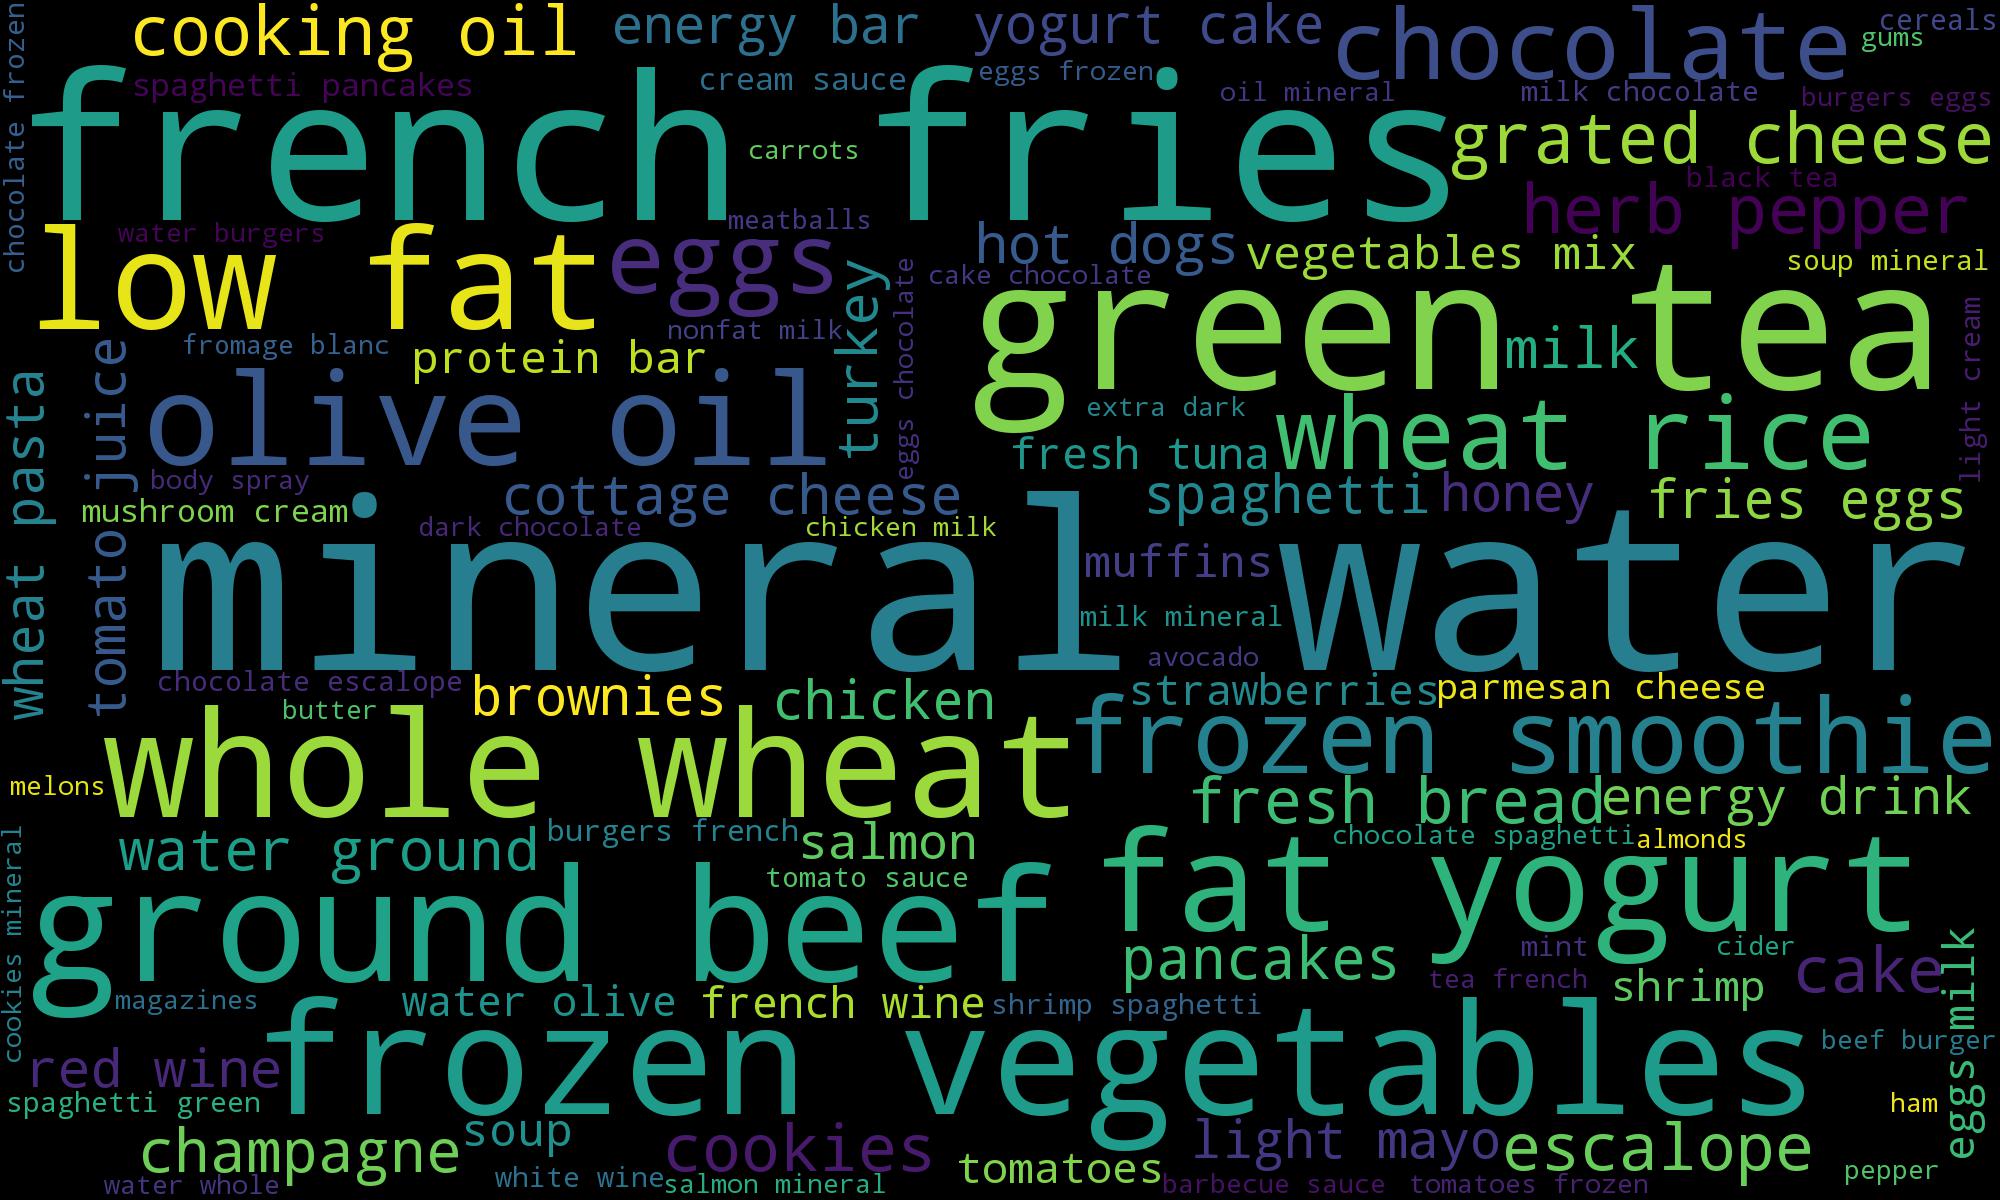 chocolate frozen
cooking oil
energy bar
yogurt cake
chocolate
cereals
gums
spaghetti pancakes
cream sauce
eggs frozen
oil mineral
milk chocolate
burgers eggs
french fries
carrots
grated cheese
black tea
herb pepper
water burgers
meatballs
low fat
eggs
hot dogs
vegetables mix
soup mineral
cake chocolate
turkey
eggs chocolate
green tea
light cream
nonfat milk
fromage blanc
protein bar
milk
wheat pasta
tomato juice
olive oil
extra dark
wheat rice
fresh tuna
body spray
cottage cheese
spaghetti
honey
fries eggs
mushroom cream
dark chocolate
chicken milk
mineral water
muffins
milk mineral
avocado
chocolate escalope
brownies
chicken
strawberries
parmesan cheese
butter
whole wheat
frozen smoothie
melons
fresh bread
energy drink
water ground
burgers french
salmon
chocolate spaghetti
almonds
cookies mineral
tomato sauce
ground beef
fat yogurt
pancakes
mint
cider
tea french
shrimp
cake
eggs milk
magazines
water olive
french wine
shrimp spaghetti
frozen vegetables
beef burger
red wine
spaghetti green
ham
champagne
soup
cookies
light mayo
escalope
tomatoes
pepper
water whole
white wine
salmon mineral
barbecue sauce
tomatoes frozen